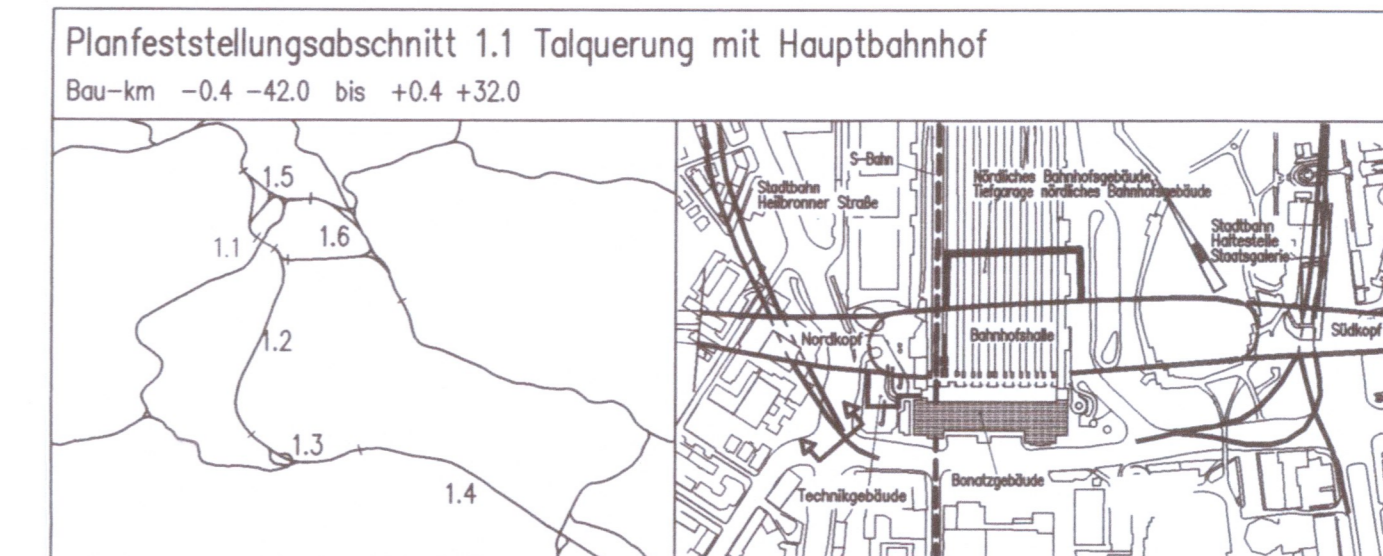 Planfeststellungsabschnitt 1.1 Talquerung mit Hauptbahnhof
Bau-km -0.4 -42.0 bis +0.4 +32.0
1.5
1.1
1.6
1.2
1.3
1.4
S-Bahn
Stadtbahn
Heilbronner Straße
Nördliches Bahnhofsgebäude,
Tiefgarage nördliches Bahnhofsgebäude
Stadtbahn
Haltestelle
Staatsgalerie
Nordkopf
Bahnhofshalle
Südkopf
Technikgebäude
Bonatzgebäude